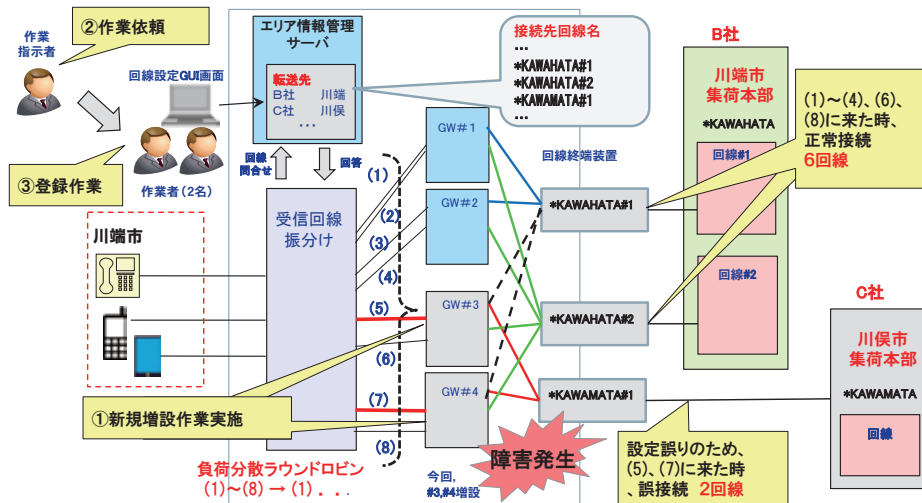 ②作業依頼
作業
指示者
回線設定GUI画面
③登録作業
作業者(2名)
エリア情報管理
サーバ
転送先
B社 川端
C社 川俣
...
接続先回線名
...
*KAWAHATA#1
*KAWAHATA#2
*KAWAMATA#1
...
回線
問合せ
回答
受信回線
振分け
川端市
(1)
(2)
(3)
(4)
(5)
(6)
(7)
(8)
GW#1
GW#2
GW#3
GW#4
回線終端装置
*KAWAHATA#1
*KAWAHATA#2
*KAWAMATA#1
B社
川端市
集荷本部
*KAWAHATA
回線#1
回線#2
(1)～(4)、(6)、
(8)に来た時、
正常接続
6回線
C社
川俣市
集荷本部
*KAWAMATA
回線
①新規増設作業実施
負荷分散ラウンドロビン
(1)～(8) → (1) . . .
今回,
#3,#4増設
障害発生
設定誤りのため、
(5)、(7)に来た時
、誤接続 2回線